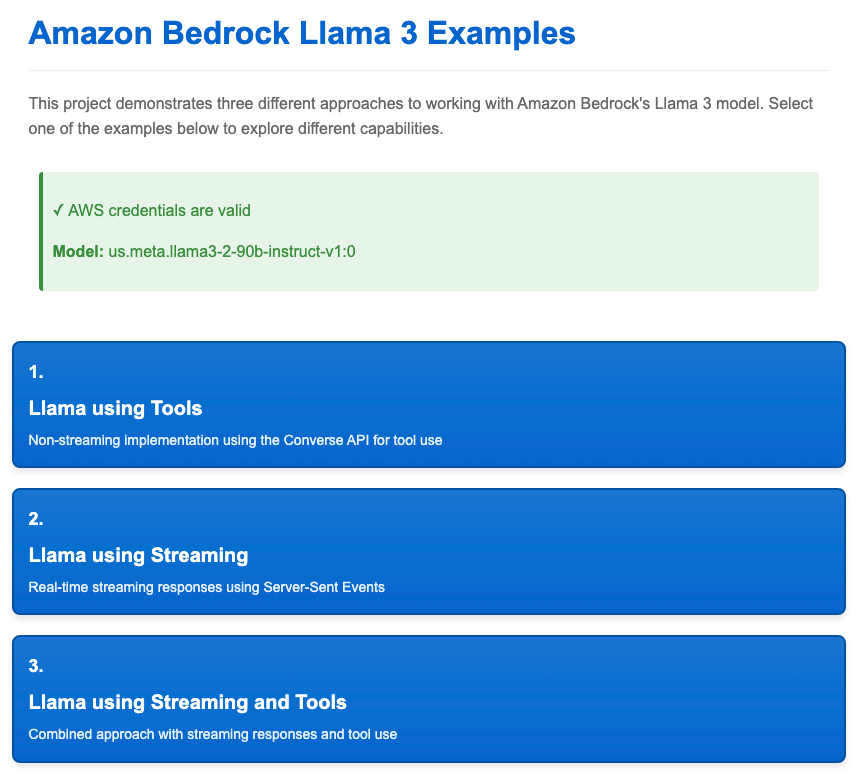 Amazon Bedrock Llama 3 Examples
This project demonstrates three different approaches to working with Amazon Bedrock's Llama 3 model. Select
one of the examples below to explore different capabilities.
✓ AWS credentials are valid
Model: us.meta.llama3-2-90b-instruct-v1:0
1.
Llama using Tools
Non-streaming implementation using the Converse API for tool use
2.
Llama using Streaming
Real-time streaming responses using Server-Sent Events
3.
Llama using Streaming and Tools
Combined approach with streaming responses and tool use